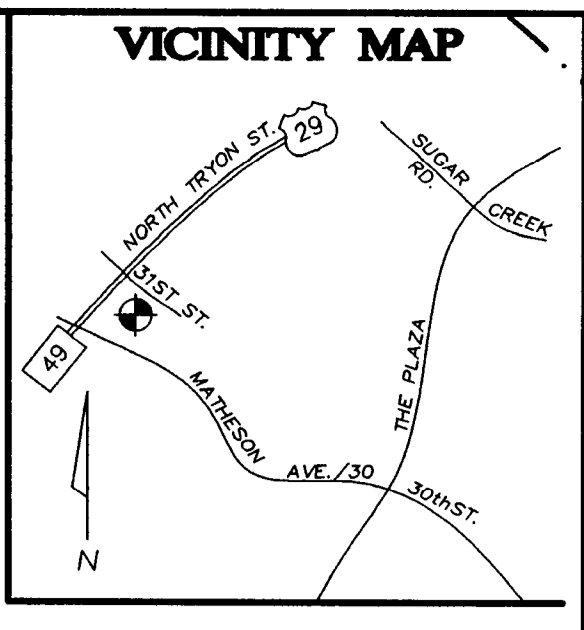 VICINITY MAP
29
NORTH TRYON ST.
SUGAR
RD.
CREEK
31ST ST.
49
THE PLAZA
MATHESON
AVE./30
30thST.
N